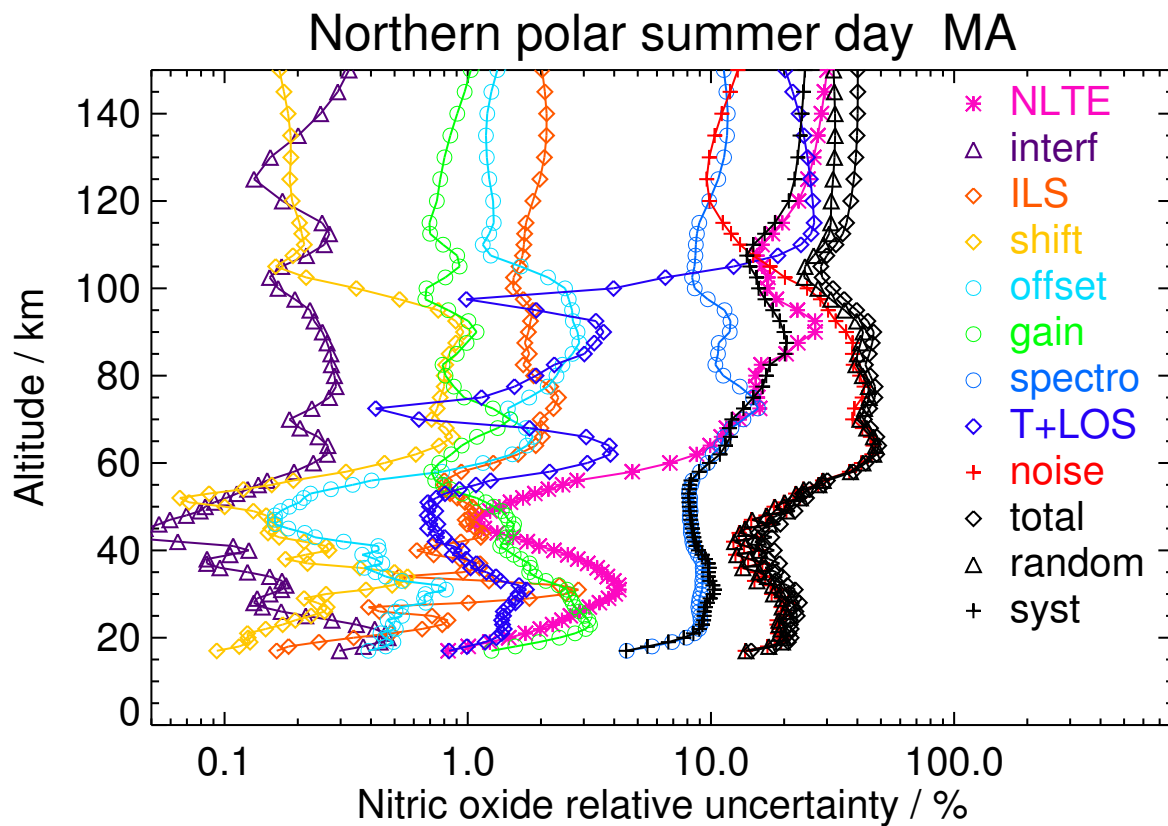 Northern polar summer day MA
Altitude / km
140
120
100
80
60
40
20
0
0.1
1.0
10.0
100.0
Nitric oxide relative uncertainty / %
NLTE
interf
ILS
shift
offset
gain
spectro
T+LOS
noise
total
random
syst